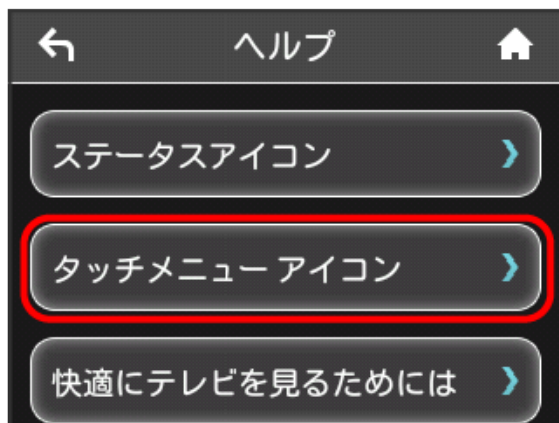 ヘルプ
ステータスアイコン
タッチメニュー アイコン
快適にテレビを見るためには